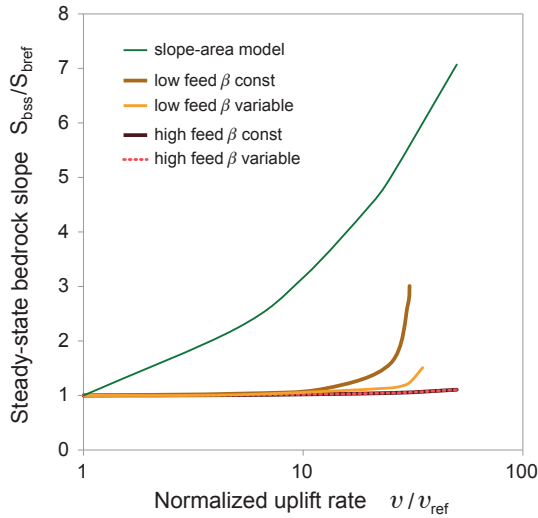 8
7
6
5
4
3
2
1
0
Steady-state bedrock slope S_bss/S_bref
slope-area model
low feed β const
low feed β variable
high feed β const
high feed β variable
1
10
100
Normalized uplift rate υ/υ_ref